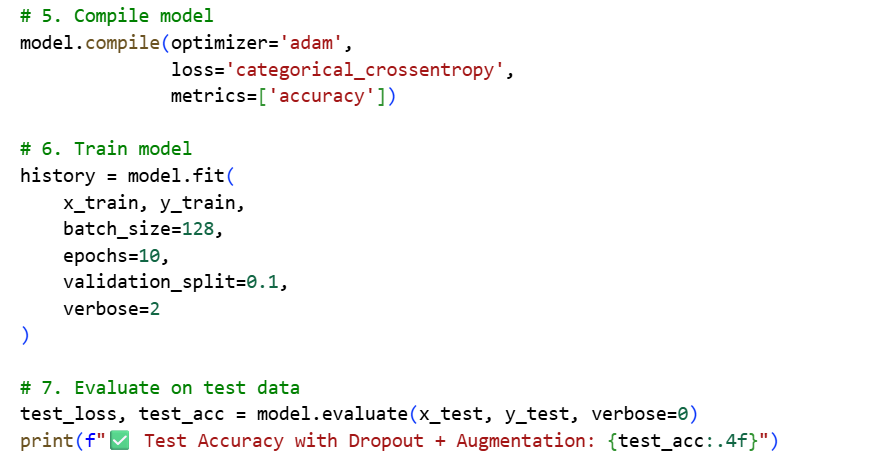 # 5. Compile model
model.compile(optimizer='adam',
              loss='categorical_crossentropy',
              metrics=['accuracy'])
# 6. Train model
history = model.fit(
    x_train, y_train,
    batch_size=128,
    epochs=10,
    validation_split=0.1,
    verbose=2
)
# 7. Evaluate on test data
test_loss, test_acc = model.evaluate(x_test, y_test, verbose=0)
print(f"✅ Test Accuracy with Dropout + Augmentation: {test_acc:.4f}")